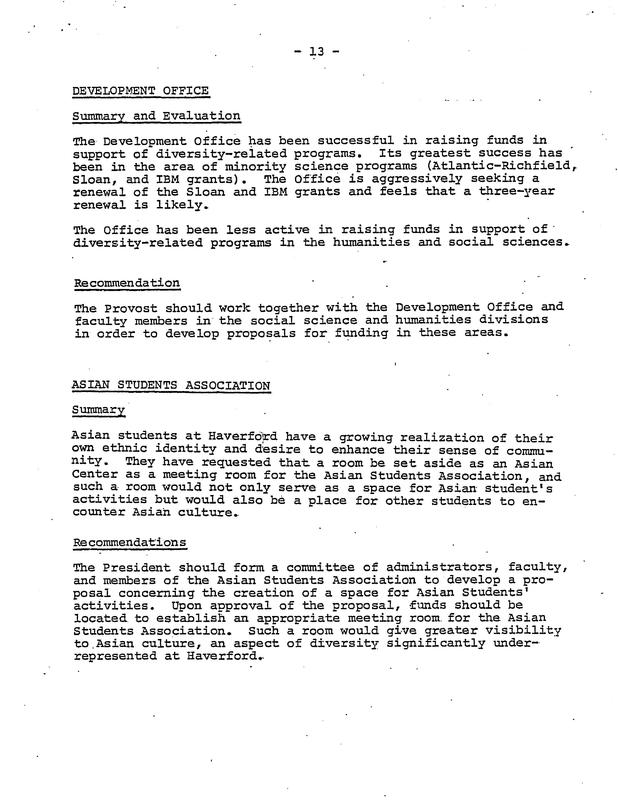 - 13 -
DEVELOPMENT OFFICE
Summary and Evaluation
The Development Office has been successful in raising funds in
support of diversity-related programs. Its greatest success has
been in the area of minority science programs (Atlantic-Richfield,
Sloan, and IBM grants). The Office is aggressively seeking a
renewal of the Sloan and IBM grants and feels that a three-year
renewal is likely.
The Office has been less active in raising funds in support of
diversity-related programs in the humanities and social sciences.
Recommendation
The Provost should work together with the Development Office and
faculty members in the social science and humanities divisions
in order to develop proposals for funding in these areas.
ASIAN STUDENTS ASSOCIATION
Summary
Asian students at Haverford have a growing realization of their
own ethnic identity and desire to enhance their sense of commu-
nity. They have requested that a room be set aside as an Asian
Center as a meeting room for the Asian Students Association, and
such a room would not only serve as a space for Asian student's
activities but would also be a place for other students to en-
counter Asian culture.
Recommendations
The President should form a committee of administrators, faculty,
and members of the Asian Students Association to develop a pro-
posal concerning the creation of a space for Asian Students'
activities. Upon approval of the proposal, funds should be
located to establish an appropriate meeting room for the Asian
Students Association. Such a room would give greater visibility
to Asian culture, an aspect of diversity significantly under-
represented at Haverford.